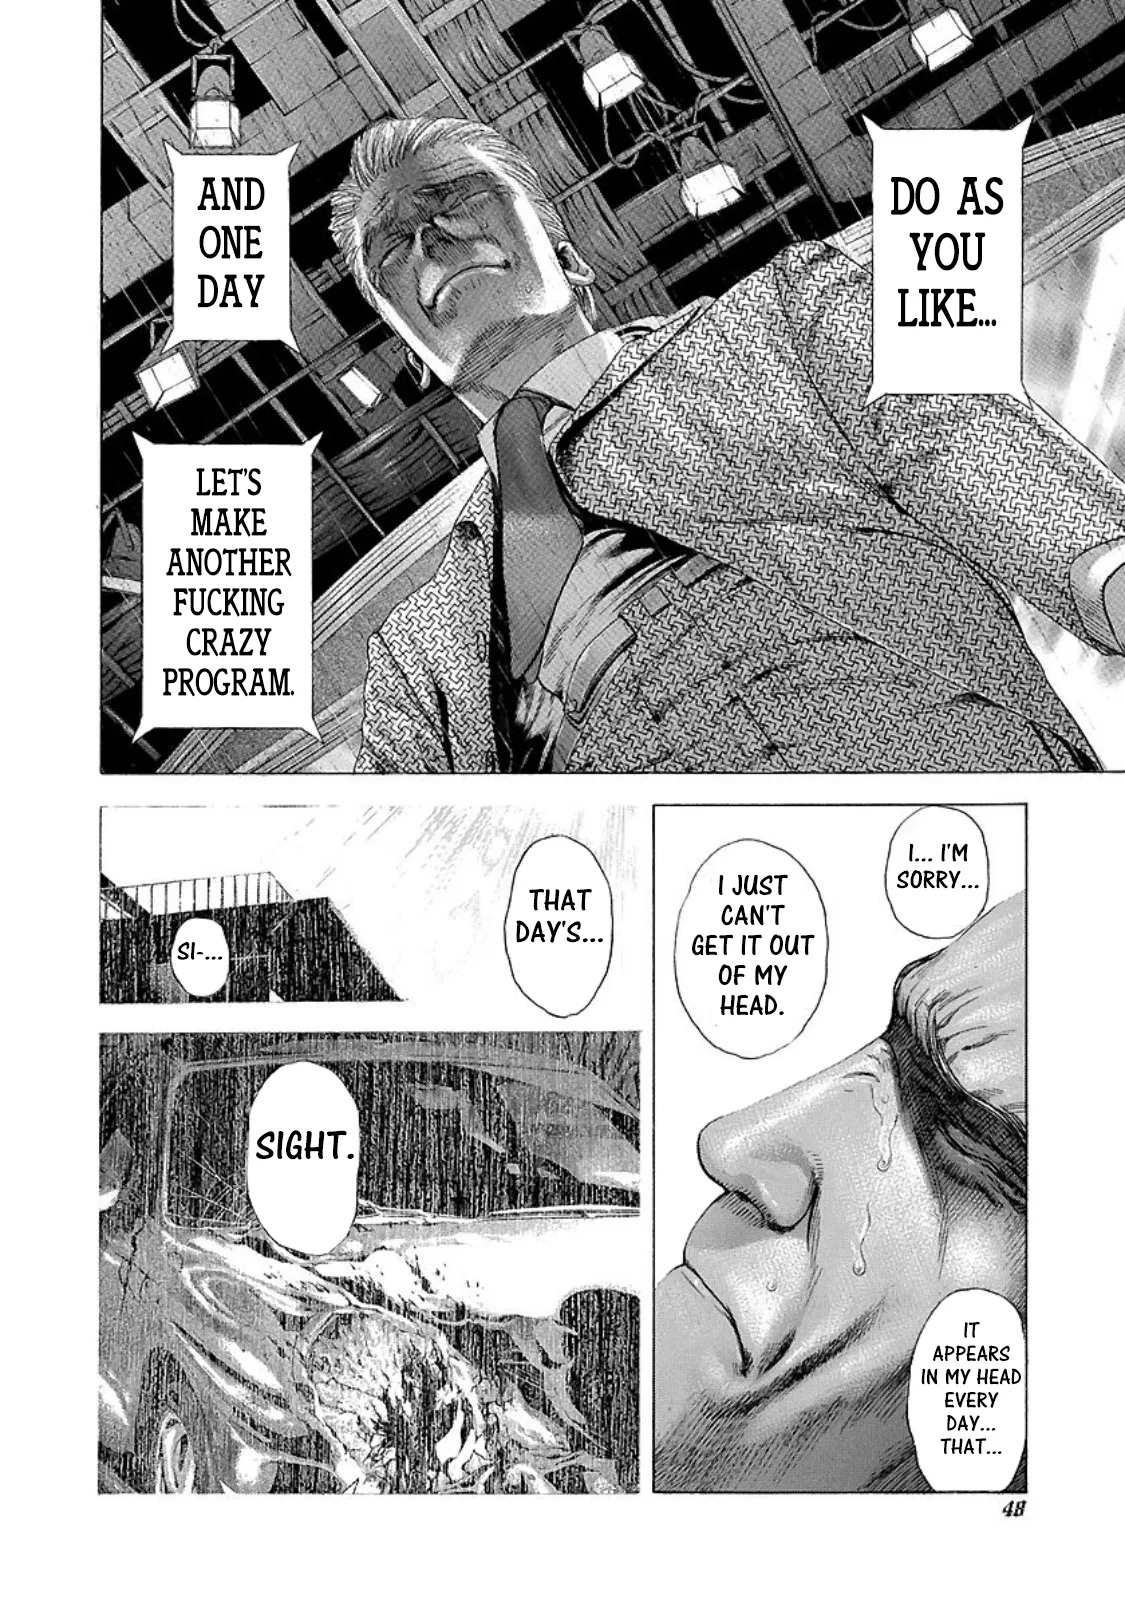 DO AS
YOU
LIKE...
AND
ONE
DAY
LET'S
MAKE
ANOTHER
FUCKING
CRAZY
PROGRAM.
I... I'M
SORRY...
I JUST
CAN'T
GET IT OUT
OF MY
HEAD.
IT
APPEARS
IN MY HEAD
EVERY
DAY...
THAT...
THAT
DAY'S...
SI-...
SIGHT.
48